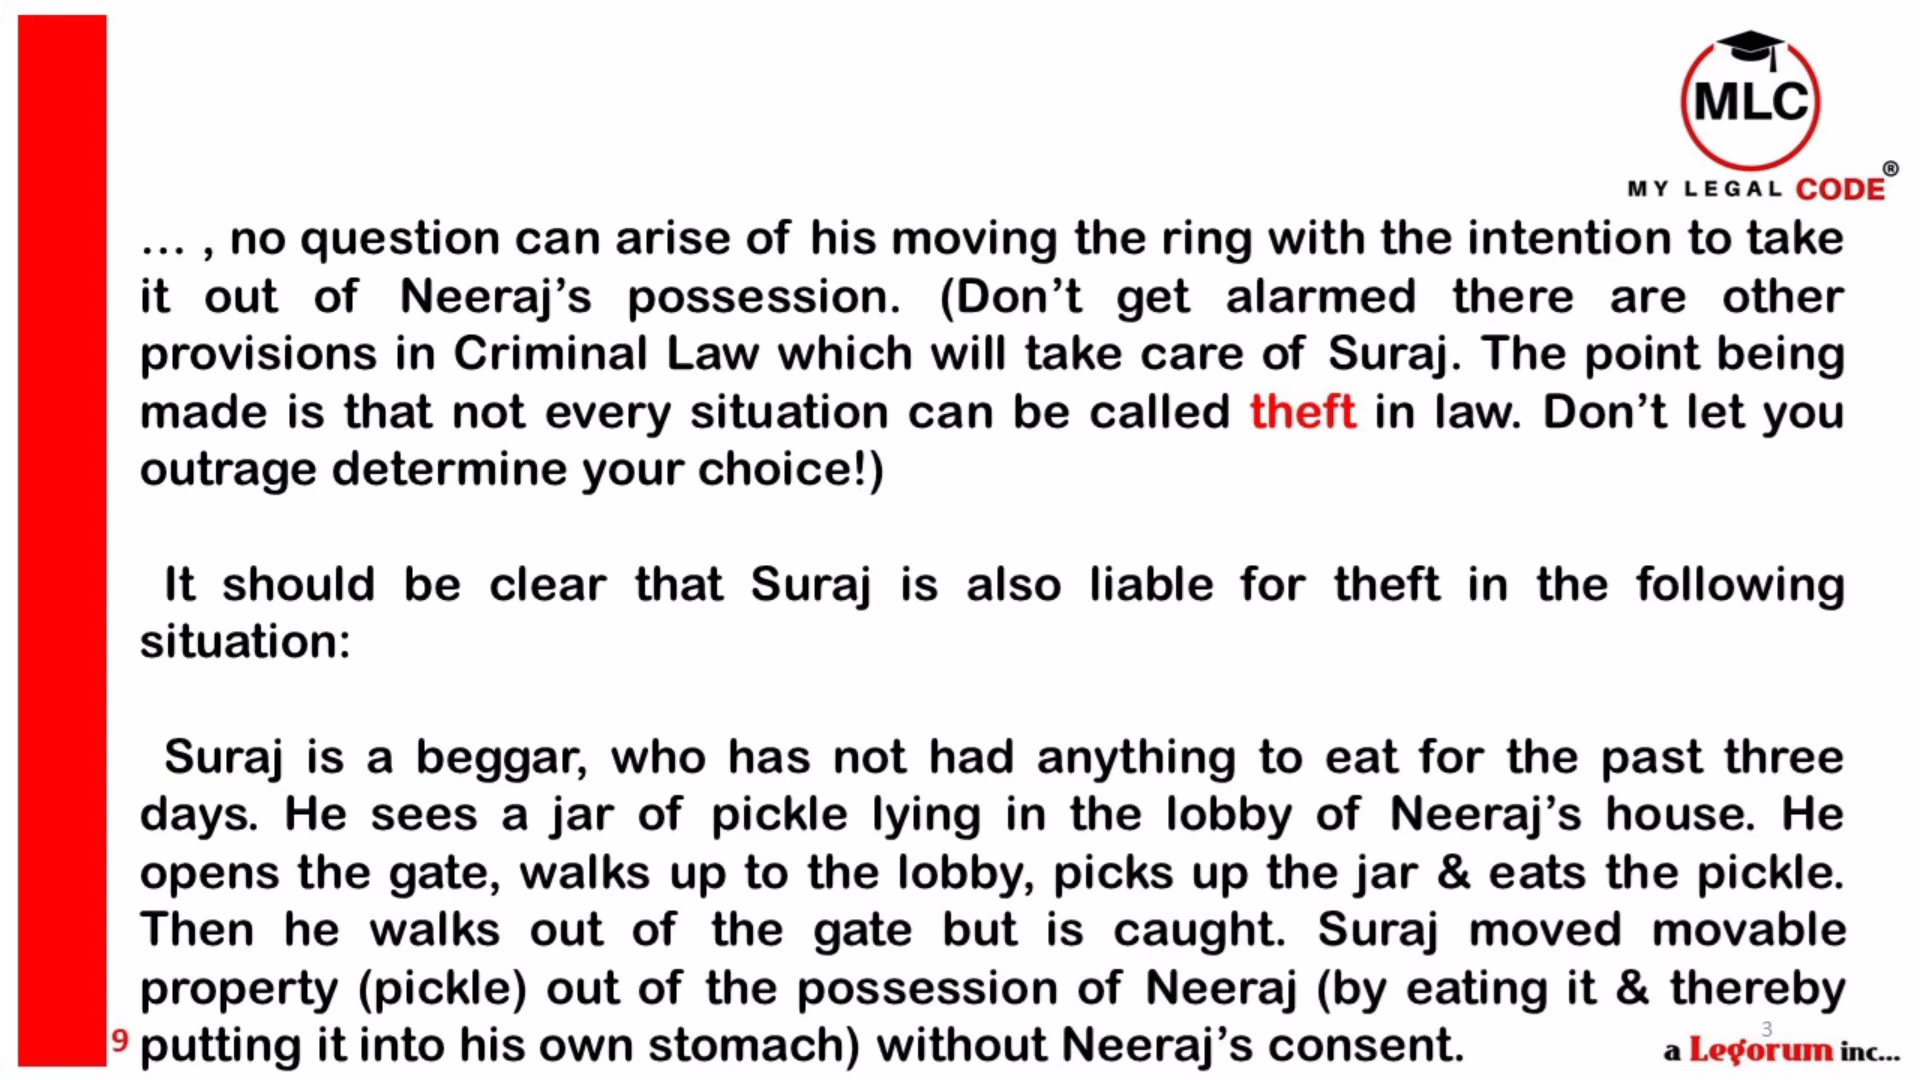 MLC
MY LEGAL CODE®
... , no question can arise of his moving the ring with the intention to take
it out of Neeraj's possession. (Don't get alarmed there are other
provisions in Criminal Law which will take care of Suraj. The point being
made is that not every situation can be called theft in law. Don't let you
outrage determine your choice!)
It should be clear that Suraj is also liable for theft in the following
situation:
Suraj is a beggar, who has not had anything to eat for the past three
days. He sees a jar of pickle lying in the lobby of Neeraj's house. He
opens the gate, walks up to the lobby, picks up the jar & eats the pickle.
Then he walks out of the gate but is caught. Suraj moved movable
property (pickle) out of the possession of Neeraj (by eating it & thereby
putting it into his own stomach) without Neeraj's consent.
9
3
a Legorum inc...